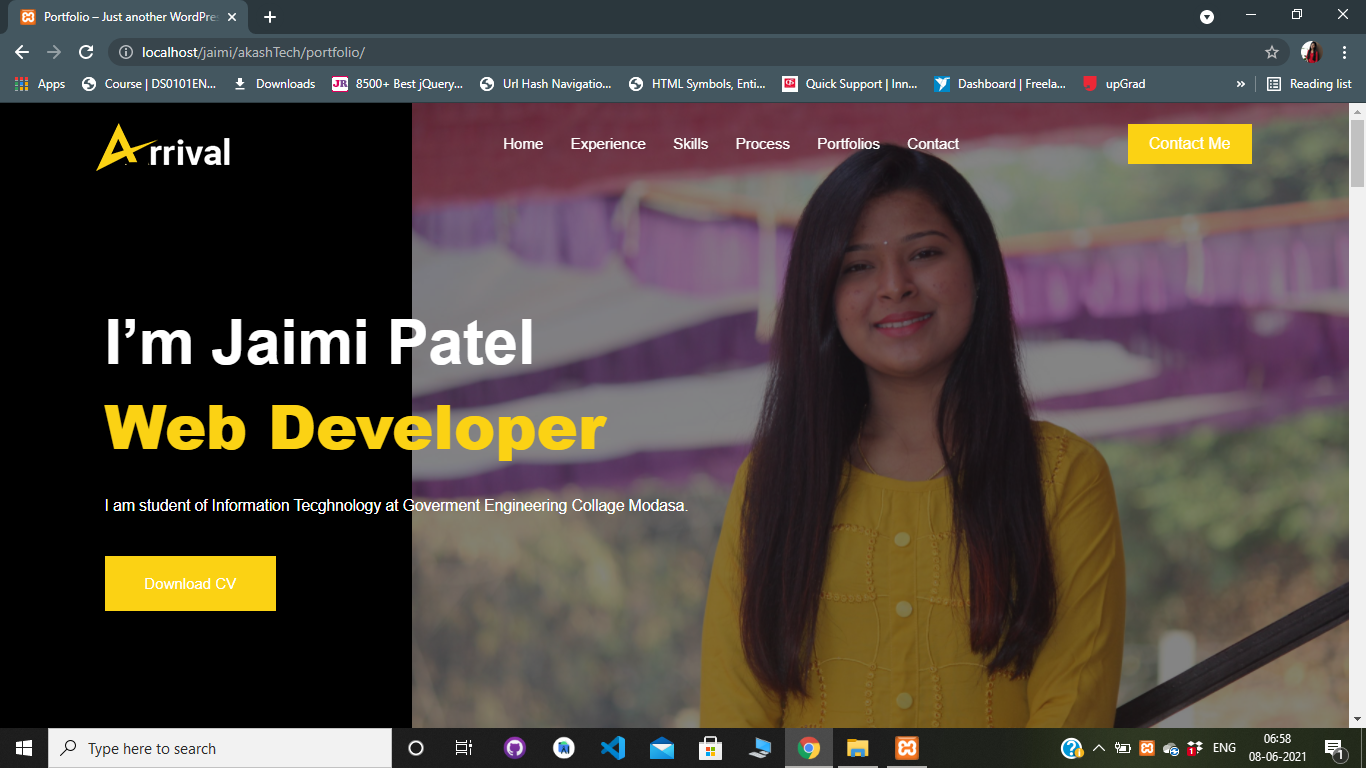 Portfolio – Just another WordPres
localhost/jaimi/akashTech/portfolio/
Apps Course | DS0101EN... Downloads JR 8500+ Best jQuery... Url Hash Navigatio... HTML Symbols, Enti... Quick Support | Inn... Dashboard | Freela... upGrad » Reading list
Arrival Home Experience Skills Process Portfolios Contact Contact Me
I’m Jaimi Patel
Web Developer
I am student of Information Tecghnology at Goverment Engineering Collage Modasa.
Download CV
Type here to search
ENG
06:58
08-06-2021
1